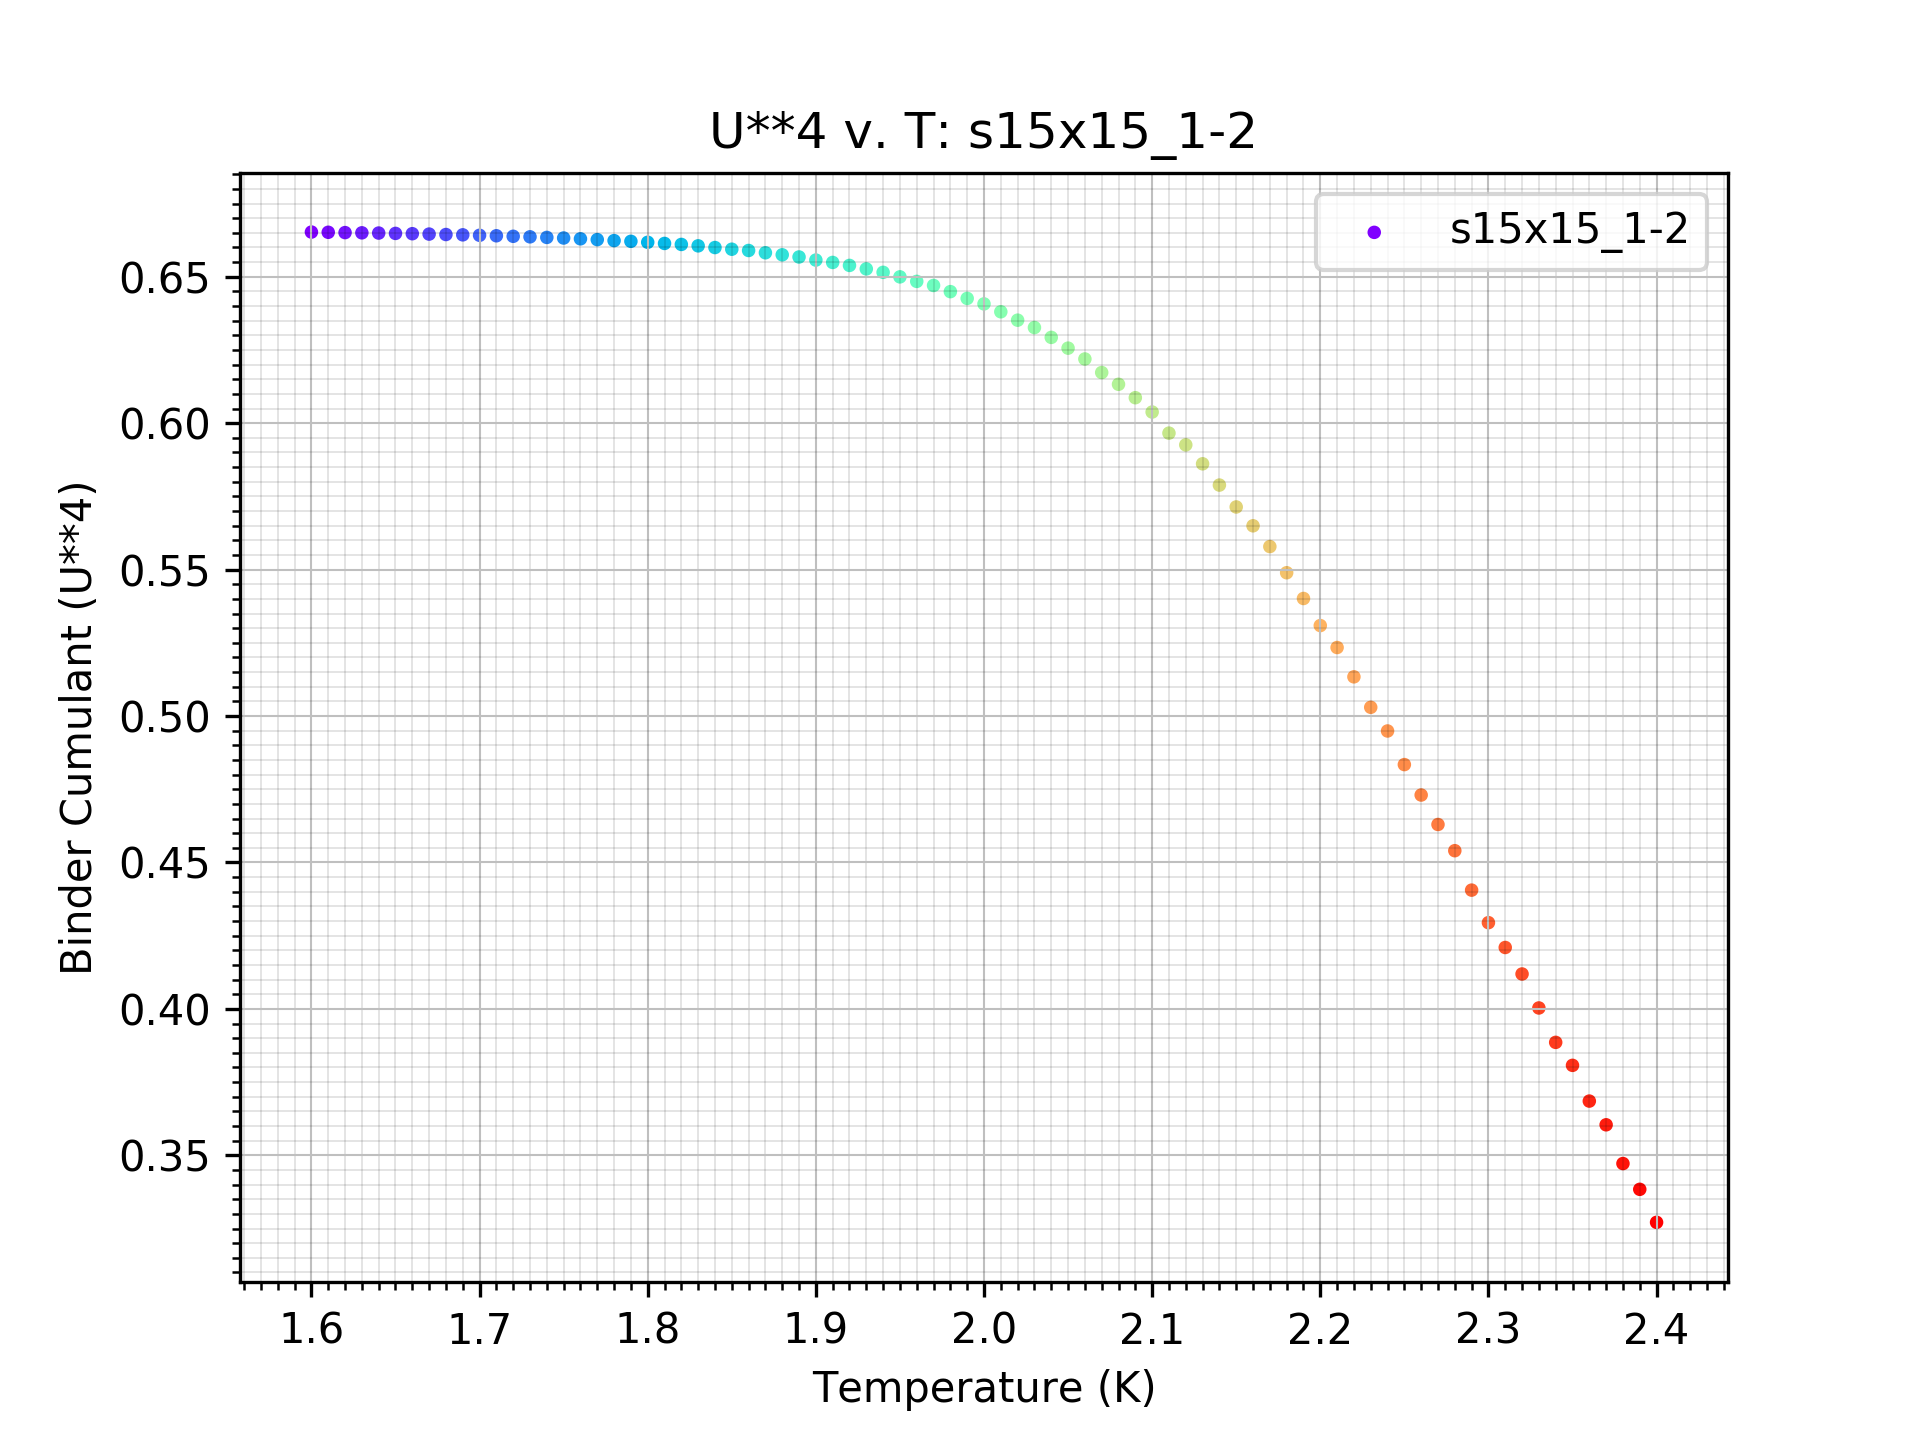 U**4 v. T: s15x15_1-2
s15x15_1-2
Binder Cumulant (U**4)
0.65
0.60
0.55
0.50
0.45
0.40
0.35
1.6 1.7 1.8 1.9 2.0 2.1 2.2 2.3 2.4
Temperature (K)